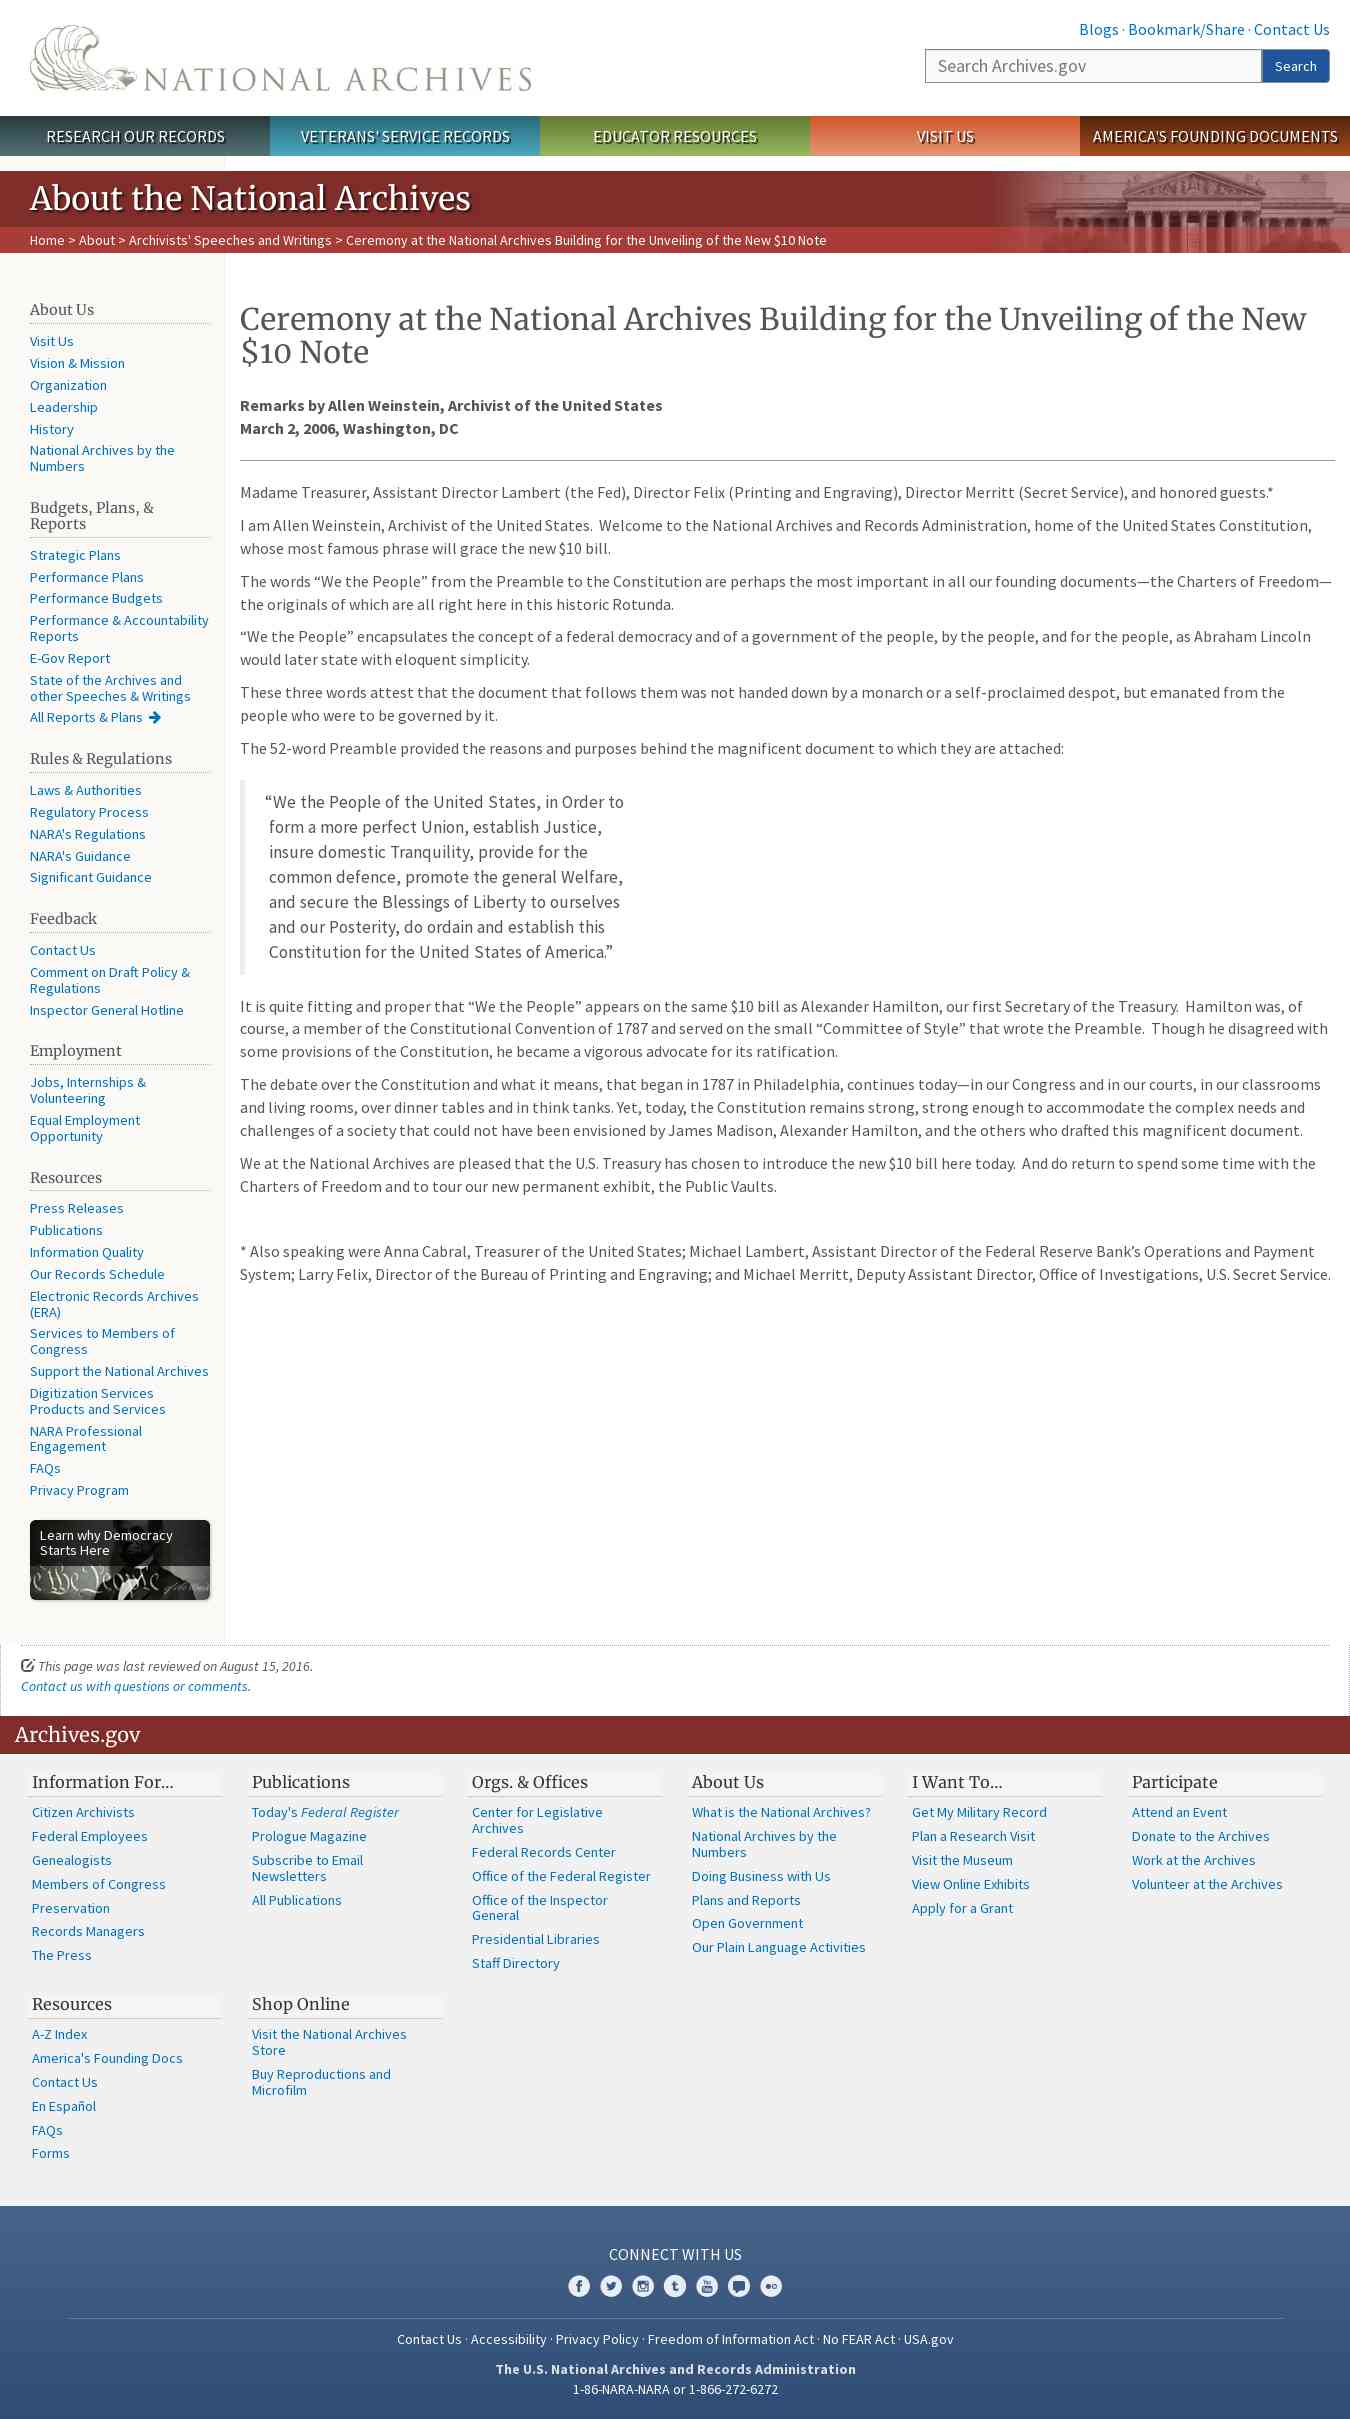 Blogs · Bookmark/Share · Contact Us
NATIONAL ARCHIVES
Search Archives.gov
Search
RESEARCH OUR RECORDS
VETERANS' SERVICE RECORDS
EDUCATOR RESOURCES
VISIT US
AMERICA'S FOUNDING DOCUMENTS
About the National Archives
Home > About > Archivists' Speeches and Writings > Ceremony at the National Archives Building for the Unveiling of the New $10 Note
About Us
Visit Us
Vision & Mission
Organization
Leadership
History
National Archives by the
Numbers
Budgets, Plans, &
Reports
Strategic Plans
Performance Plans
Performance Budgets
Performance & Accountability
Reports
E-Gov Report
State of the Archives and
other Speeches & Writings
All Reports & Plans
Rules & Regulations
Laws & Authorities
Regulatory Process
NARA's Regulations
NARA's Guidance
Significant Guidance
Feedback
Contact Us
Comment on Draft Policy &
Regulations
Inspector General Hotline
Employment
Jobs, Internships &
Volunteering
Equal Employment
Opportunity
Resources
Press Releases
Publications
Information Quality
Our Records Schedule
Electronic Records Archives
(ERA)
Services to Members of
Congress
Support the National Archives
Digitization Services
Products and Services
NARA Professional
Engagement
FAQs
Privacy Program
Learn why Democracy
Starts Here
Ceremony at the National Archives Building for the Unveiling of the New
$10 Note
Remarks by Allen Weinstein, Archivist of the United States
March 2, 2006, Washington, DC
Madame Treasurer, Assistant Director Lambert (the Fed), Director Felix (Printing and Engraving), Director Merritt (Secret Service), and honored guests.*
I am Allen Weinstein, Archivist of the United States.  Welcome to the National Archives and Records Administration, home of the United States Constitution,
whose most famous phrase will grace the new $10 bill.
The words “We the People” from the Preamble to the Constitution are perhaps the most important in all our founding documents—the Charters of Freedom—
the originals of which are all right here in this historic Rotunda.
“We the People” encapsulates the concept of a federal democracy and of a government of the people, by the people, and for the people, as Abraham Lincoln
would later state with eloquent simplicity.
These three words attest that the document that follows them was not handed down by a monarch or a self-proclaimed despot, but emanated from the
people who were to be governed by it.
The 52-word Preamble provided the reasons and purposes behind the magnificent document to which they are attached:
“We the People of the United States, in Order to
form a more perfect Union, establish Justice,
insure domestic Tranquility, provide for the
common defence, promote the general Welfare,
and secure the Blessings of Liberty to ourselves
and our Posterity, do ordain and establish this
Constitution for the United States of America.”
It is quite fitting and proper that “We the People” appears on the same $10 bill as Alexander Hamilton, our first Secretary of the Treasury.  Hamilton was, of
course, a member of the Constitutional Convention of 1787 and served on the small “Committee of Style” that wrote the Preamble.  Though he disagreed with
some provisions of the Constitution, he became a vigorous advocate for its ratification.
The debate over the Constitution and what it means, that began in 1787 in Philadelphia, continues today—in our Congress and in our courts, in our classrooms
and living rooms, over dinner tables and in think tanks. Yet, today, the Constitution remains strong, strong enough to accommodate the complex needs and
challenges of a society that could not have been envisioned by James Madison, Alexander Hamilton, and the others who drafted this magnificent document.
We at the National Archives are pleased that the U.S. Treasury has chosen to introduce the new $10 bill here today.  And do return to spend some time with the
Charters of Freedom and to tour our new permanent exhibit, the Public Vaults.
* Also speaking were Anna Cabral, Treasurer of the United States; Michael Lambert, Assistant Director of the Federal Reserve Bank’s Operations and Payment
System; Larry Felix, Director of the Bureau of Printing and Engraving; and Michael Merritt, Deputy Assistant Director, Office of Investigations, U.S. Secret Service.
This page was last reviewed on August 15, 2016.
Contact us with questions or comments.
Archives.gov
Information For…
Citizen Archivists
Federal Employees
Genealogists
Members of Congress
Preservation
Records Managers
The Press
Publications
Today's Federal Register
Prologue Magazine
Subscribe to Email
Newsletters
All Publications
Orgs. & Offices
Center for Legislative
Archives
Federal Records Center
Office of the Federal Register
Office of the Inspector
General
Presidential Libraries
Staff Directory
About Us
What is the National Archives?
National Archives by the
Numbers
Doing Business with Us
Plans and Reports
Open Government
Our Plain Language Activities
I Want To…
Get My Military Record
Plan a Research Visit
Visit the Museum
View Online Exhibits
Apply for a Grant
Participate
Attend an Event
Donate to the Archives
Work at the Archives
Volunteer at the Archives
Resources
A-Z Index
America's Founding Docs
Contact Us
En Español
FAQs
Forms
Shop Online
Visit the National Archives
Store
Buy Reproductions and
Microfilm
CONNECT WITH US
Contact Us · Accessibility · Privacy Policy · Freedom of Information Act · No FEAR Act · USA.gov
The U.S. National Archives and Records Administration
1-86-NARA-NARA or 1-866-272-6272